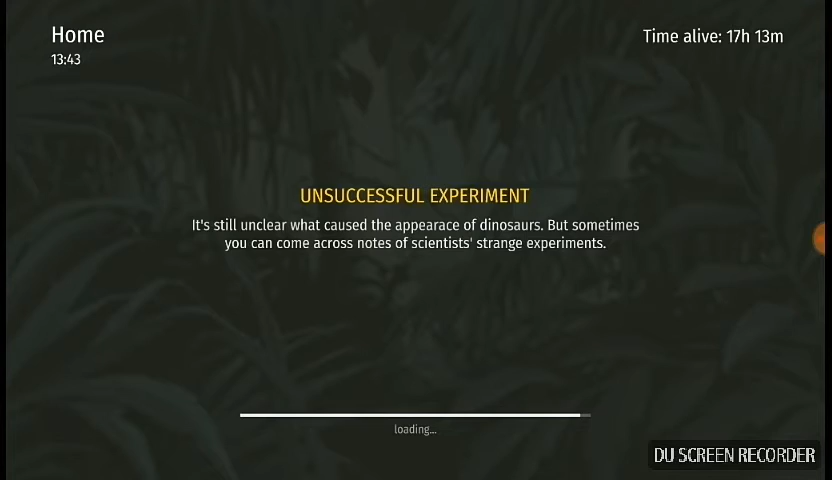 Home
Time alive: 17h 13m
13:43
UNSUCCESSFUL EXPERIMENT
It's still unclear what caused the appearace of dinosaurs. But sometimes
you can come across notes of scientists' strange experiments.
loading...
DU SCREEN RECORDER